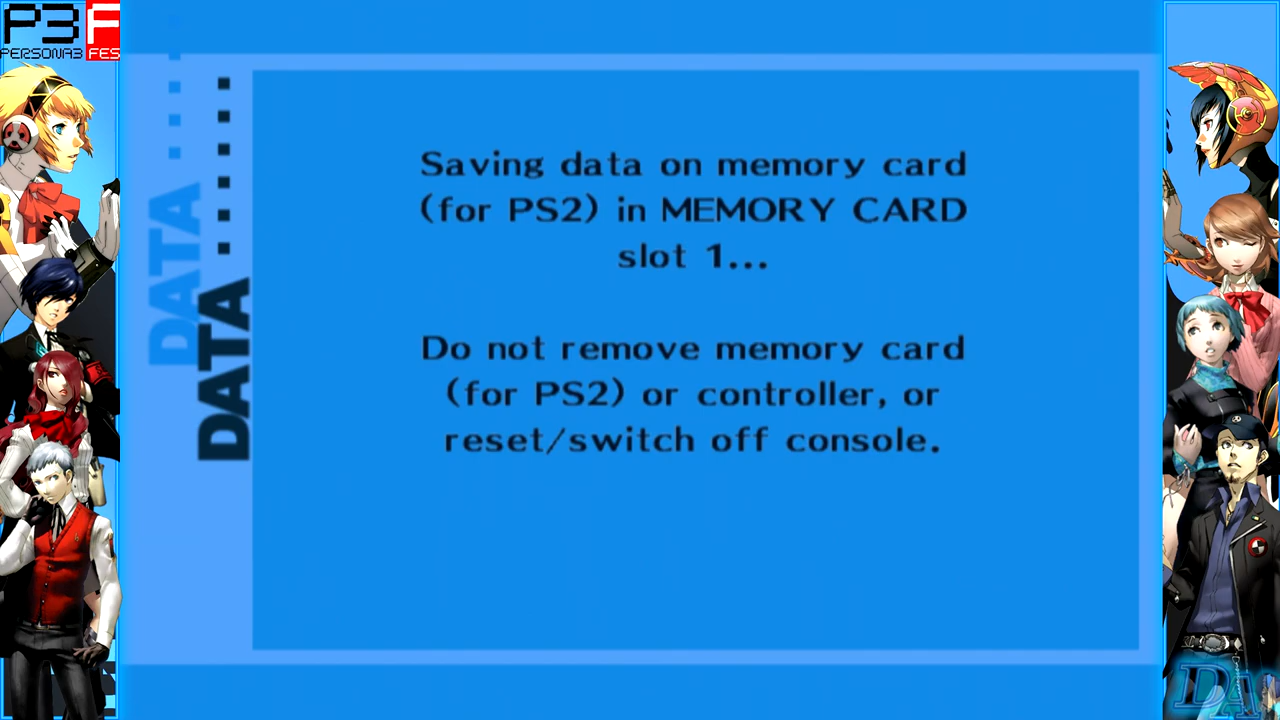 P3F
PERSONA3 FES
DATA
DATA
Saving data on memory card
(for PS2) in MEMORY CARD
slot 1...
Do not remove memory card
(for PS2) or controller, or
reset/switch off console.
DA